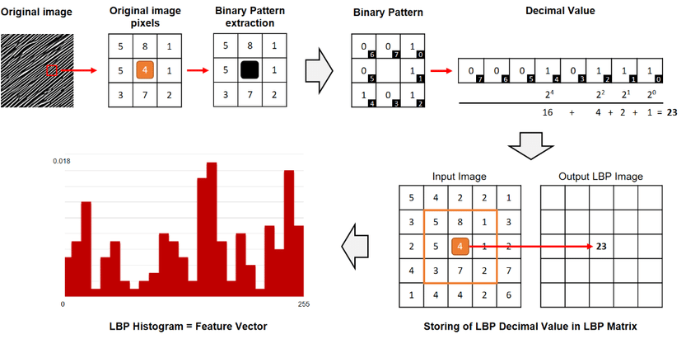 Original image
Original image
pixels
Binary Pattern
extraction
Binary Pattern
Decimal Value
5 8 1
5 4 1
3 7 2
5 8 1
5 1
3 7 2
0 6 0 7 1 0
0 5 1 1
1 4 0 3 1 2
0 7 0 6 0 5 1 4 0 3 1 2 1 1 1 0
2⁴ 2² 2¹ 2⁰
16 + 4 + 2 + 1 = 23
0.018
0 255
LBP Histogram = Feature Vector
Input Image
Output LBP Image
5 4 2 2 1
3 5 8 1 3
2 5 4 1 2 23
4 3 7 2 7
1 4 4 2 6
Storing of LBP Decimal Value in LBP Matrix